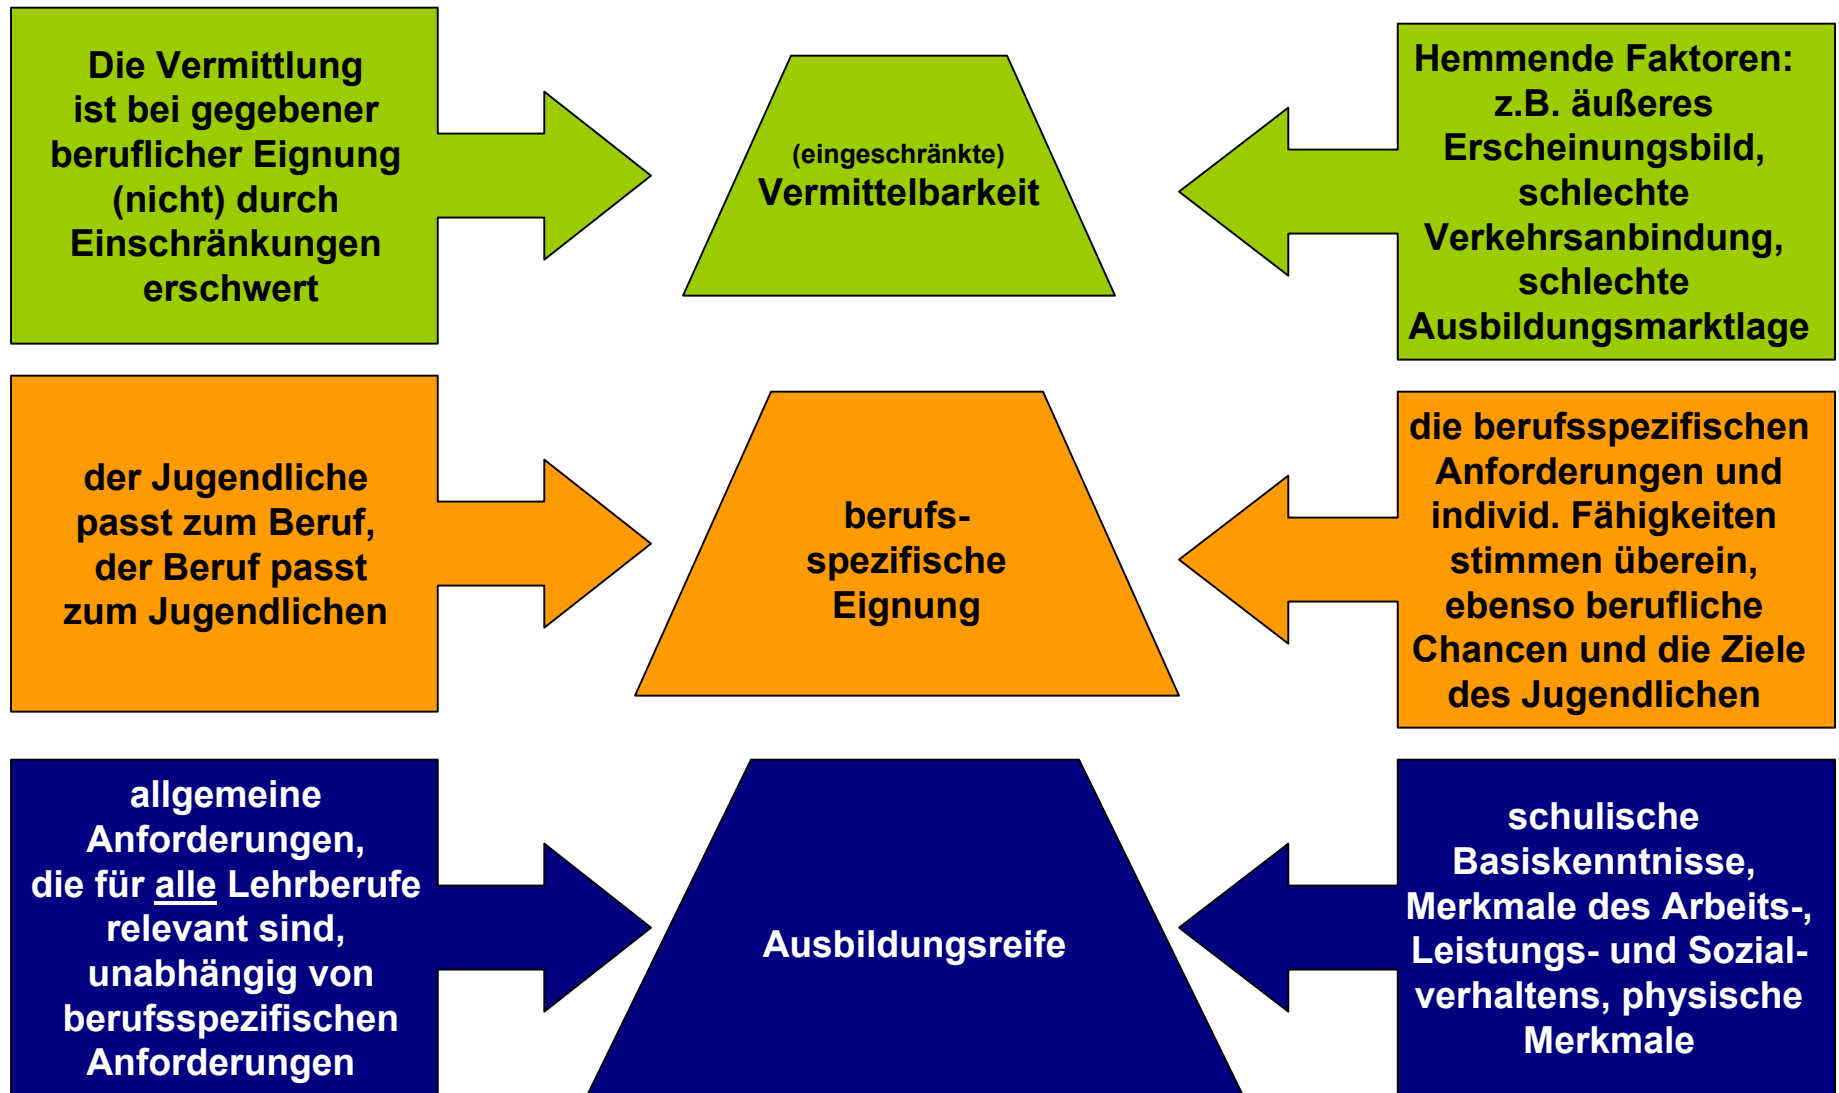 Die Vermittlung
ist bei gegebener
beruflicher Eignung
(nicht) durch
Einschränkungen
erschwert
(eingeschränkte)
Vermittelbarkeit
Hemmende Faktoren:
z.B. äußeres
Erscheinungsbild,
schlechte
Verkehrsanbindung,
schlechte
Ausbildungsmarktlage
der Jugendliche
passt zum Beruf,
der Beruf passt
zum Jugendlichen
berufs-
spezifische
Eignung
die berufsspezifischen
Anforderungen und
individ. Fähigkeiten
stimmen überein,
ebenso berufliche
Chancen und die Ziele
des Jugendlichen
allgemeine
Anforderungen,
die für alle Lehrberufe
relevant sind,
unabhängig von
berufsspezifischen
Anforderungen
Ausbildungsreife
schulische
Basiskenntnisse,
Merkmale des Arbeits-,
Leistungs- und Sozial-
verhaltens, physische
Merkmale